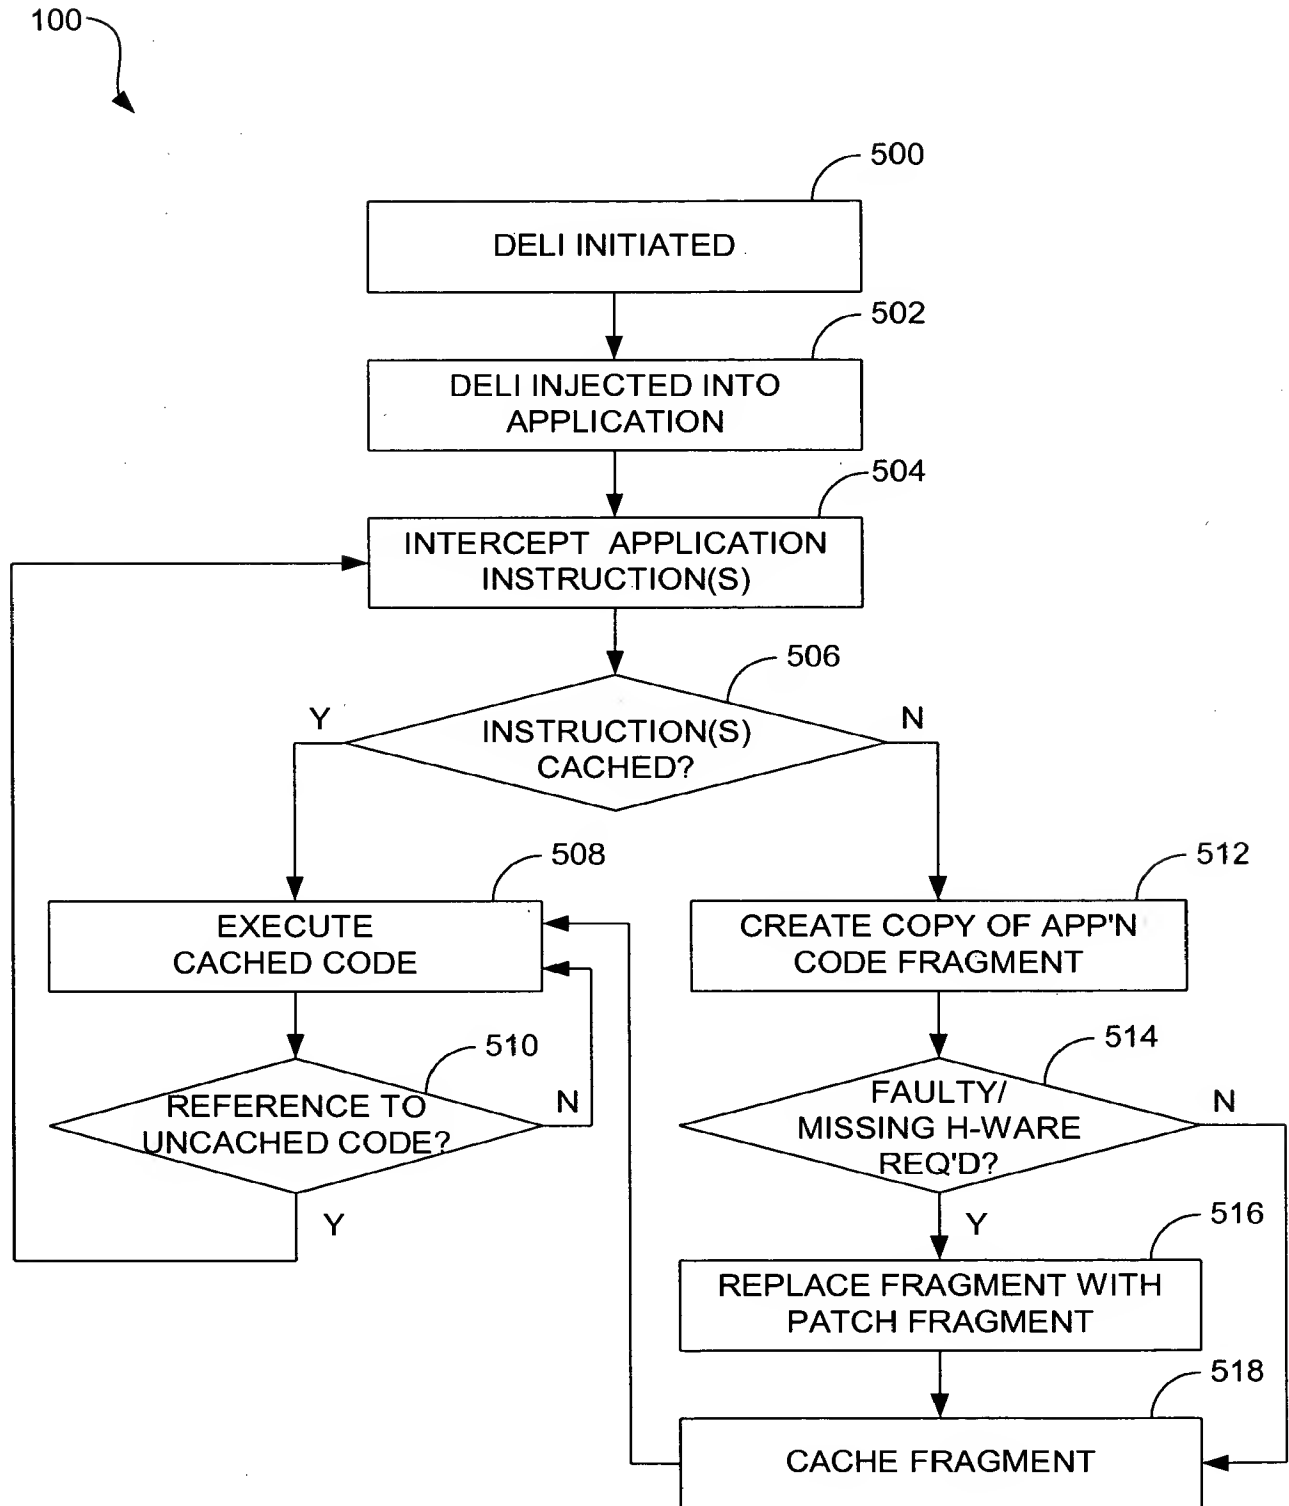 100
500
DELI INITIATED
502
DELI INJECTED INTO
APPLICATION
504
INTERCEPT APPLICATION
INSTRUCTION(S)
506
Y
N
INSTRUCTION(S)
CACHED?
508
512
EXECUTE
CACHED CODE
CREATE COPY OF APP'N
CODE FRAGMENT
510
514
REFERENCE TO
UNCACHED CODE?
N
FAULTY/
MISSING H-WARE
REQ'D?
N
Y
Y
516
REPLACE FRAGMENT WITH
PATCH FRAGMENT
518
CACHE FRAGMENT